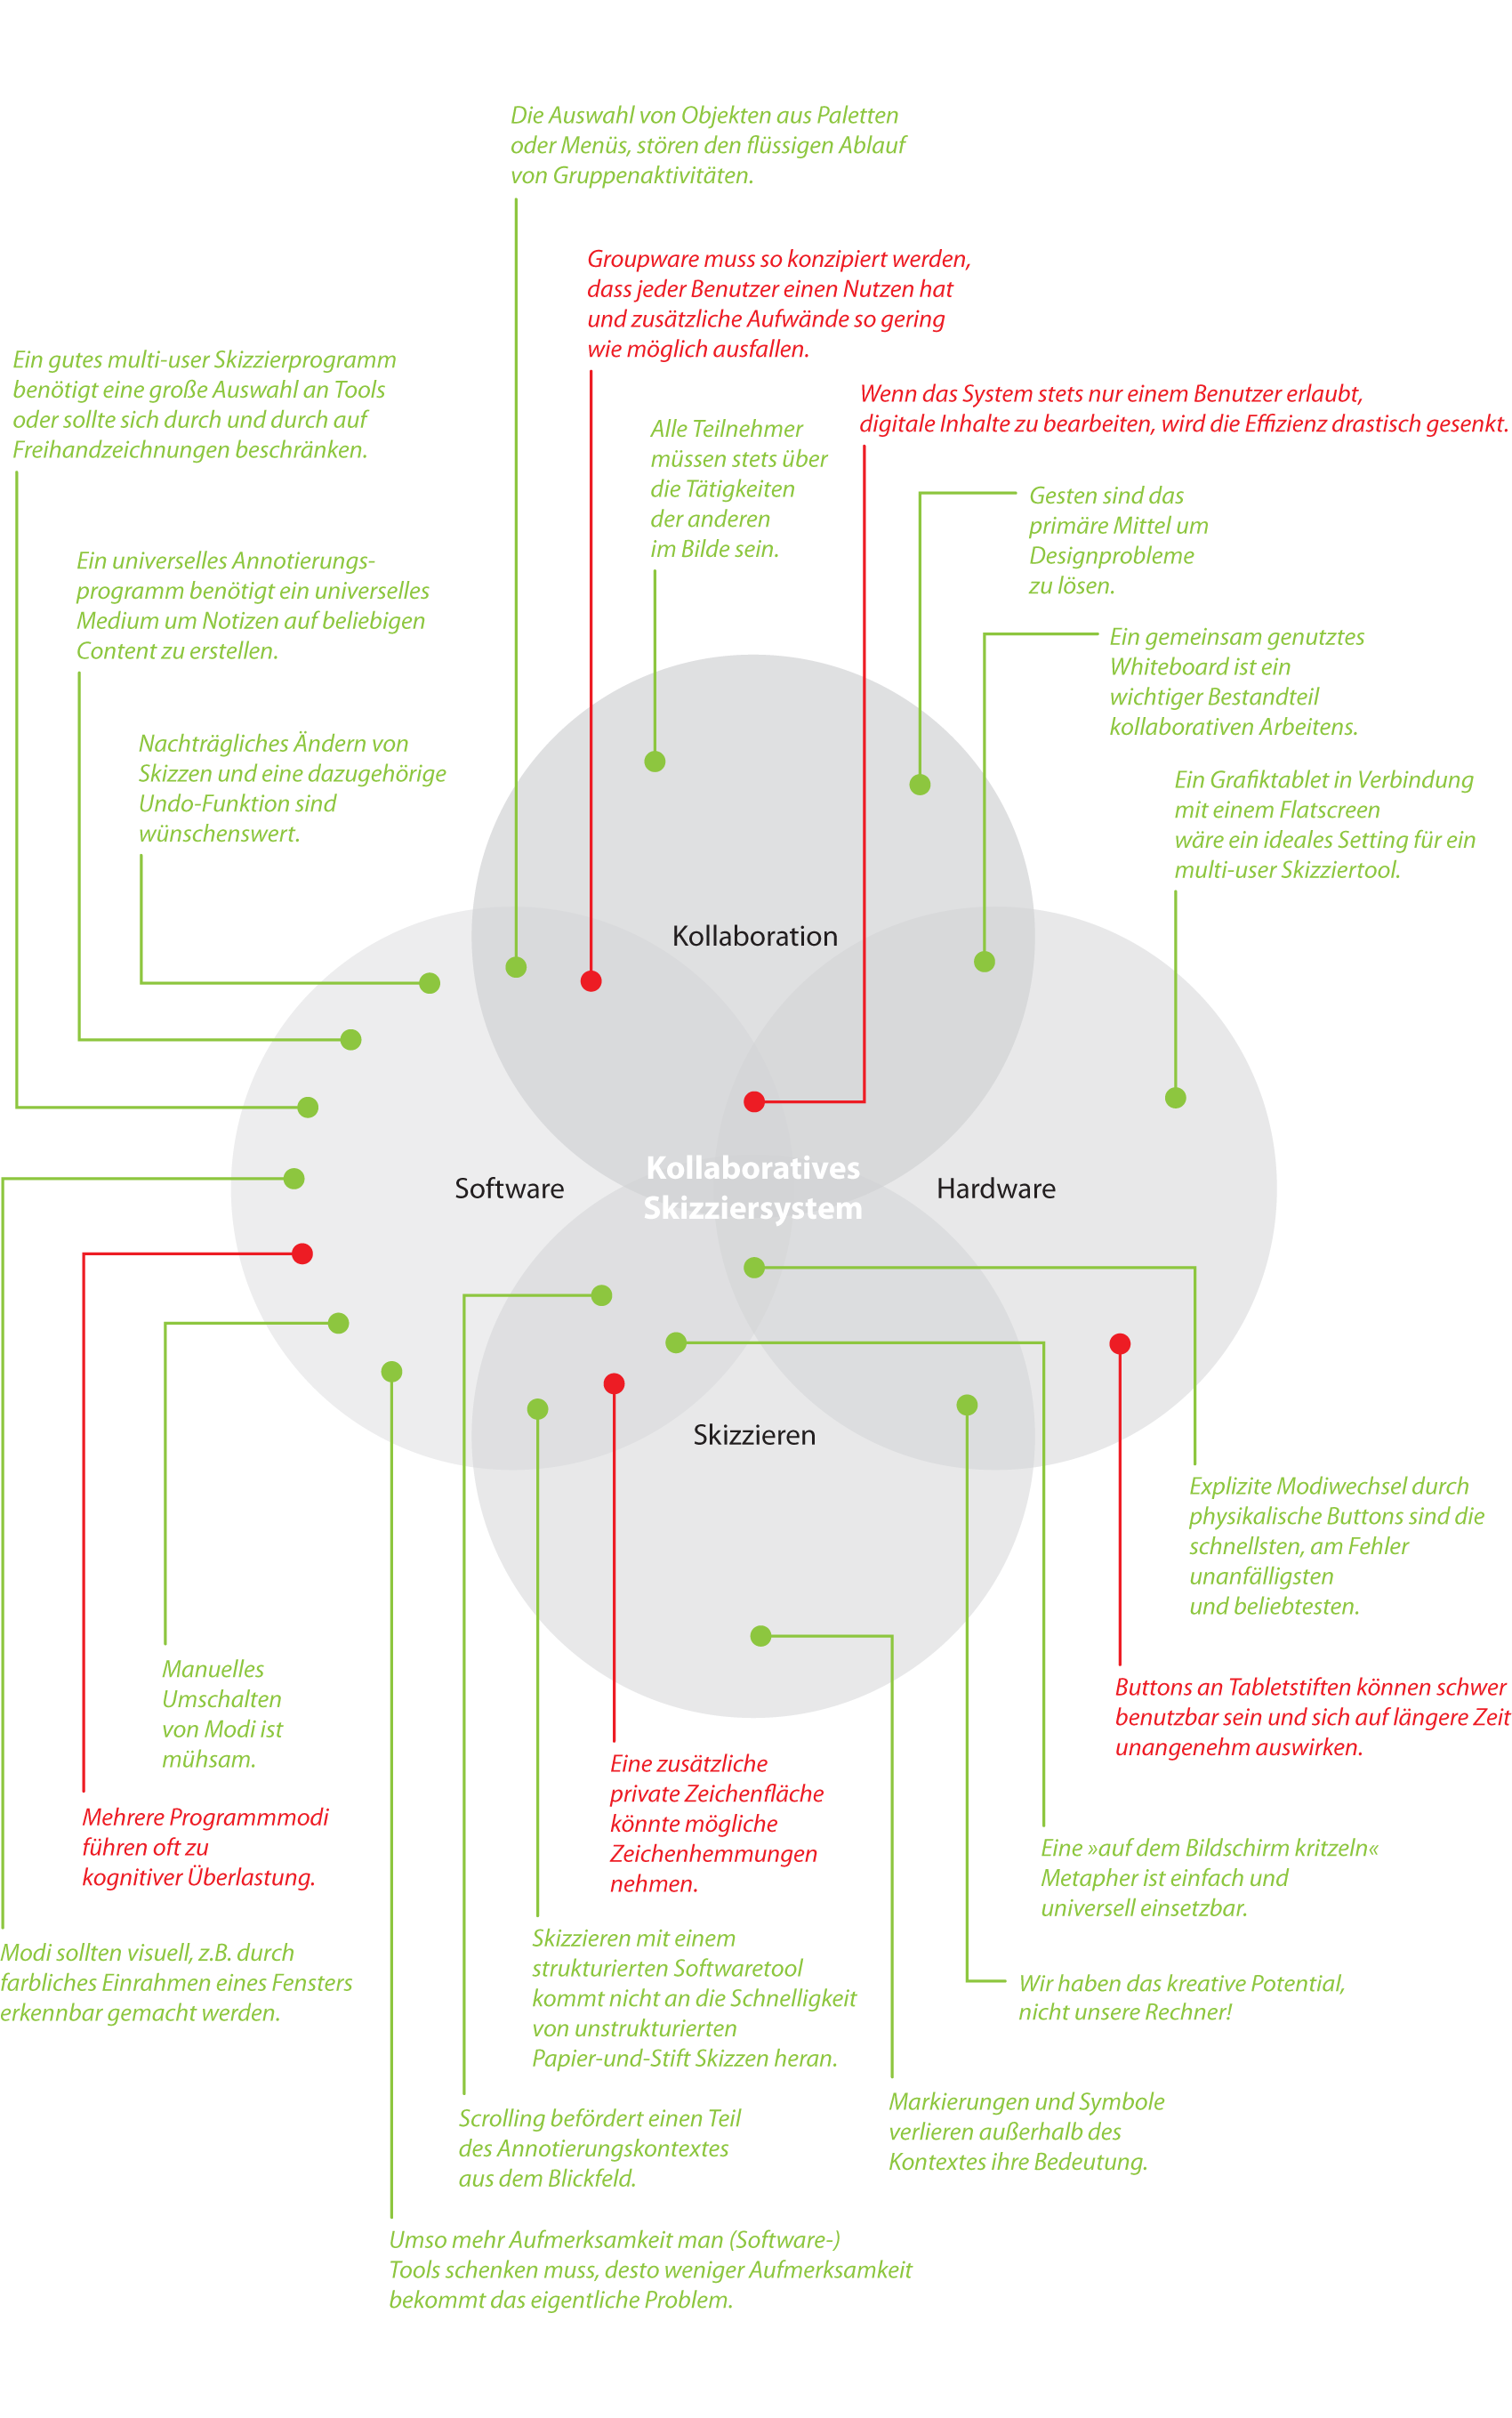 Die Auswahl von Objekten aus Paletten
oder Menüs, stören den flüssigen Ablauf
von Gruppenaktivitäten.
Groupware muss so konzipiert werden,
dass jeder Benutzer einen Nutzen hat
und zusätzliche Aufwände so gering
wie möglich ausfallen.
Ein gutes multi-user Skizzierprogramm
benötigt eine große Auswahl an Tools
oder sollte sich durch und durch auf
Freihandzeichnungen beschränken.
Wenn das System stets nur einem Benutzer erlaubt,
digitale Inhalte zu bearbeiten, wird die Effizienz drastisch gesenkt.
Alle Teilnehmer
müssen stets über
die Tätigkeiten
der anderen
im Bilde sein.
Gesten sind das
primäre Mittel um
Designprobleme
zu lösen.
Ein universelles Annotierungs-
programm benötigt ein universelles
Medium um Notizen auf beliebigen
Content zu erstellen.
Ein gemeinsam genutztes
Whiteboard ist ein
wichtiger Bestandteil
kollaborativen Arbeitens.
Nachträgliches Ändern von
Skizzen und eine dazugehörige
Undo-Funktion sind
wünschenswert.
Ein Grafiktablet in Verbindung
mit einem Flatscreen
wäre ein ideales Setting für ein
multi-user Skizziertool.
Kollaboration
Software
Kollaboratives
Skizziersystem
Hardware
Skizzieren
Explizite Modiwechsel durch
physikalische Buttons sind die
schnellsten, am Fehler
unanfälligsten
und beliebtesten.
Manuelles
Umschalten
von Modi ist
mühsam.
Buttons an Tabletstiften können schwer
benutzbar sein und sich auf längere Zeit
unangenehm auswirken.
Eine zusätzliche
private Zeichenfläche
könnte mögliche
Zeichenhemmungen
nehmen.
Mehrere Programmmodi
führen oft zu
kognitiver Überlastung.
Eine »auf dem Bildschirm kritzeln«
Metapher ist einfach und
universell einsetzbar.
Skizzieren mit einem
strukturierten Softwaretool
kommt nicht an die Schnelligkeit
von unstrukturierten
Papier-und-Stift Skizzen heran.
Modi sollten visuell, z.B. durch
farbliches Einrahmen eines Fensters
erkennbar gemacht werden.
Wir haben das kreative Potential,
nicht unsere Rechner!
Markierungen und Symbole
verlieren außerhalb des
Kontextes ihre Bedeutung.
Scrolling befördert einen Teil
des Annotierungskontextes
aus dem Blickfeld.
Umso mehr Aufmerksamkeit man (Software-)
Tools schenken muss, desto weniger Aufmerksamkeit
bekommt das eigentliche Problem.